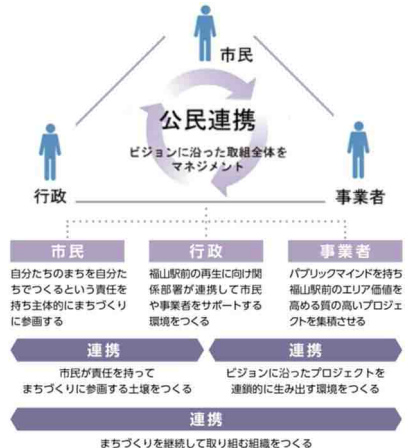 市民
公民連携
ビジョンに沿った取組全体を
マネジメント
行政
事業者
市民
自分たちのまちを自分た
ちでつくるという責任を
持ち主体的にまちづくり
に参画する
行政
福山駅前の再生に向け関
係部署が連携して市民
や事業者をサポートする
環境をつくる
事業者
パブリックマインドを持ち
福山駅前のエリア価値を
高める質の高いプロジェ
クトを集積させる
連携
市民が責任を持って
まちづくりに参画する土壌をつくる
連携
ビジョンに沿ったプロジェクトを
連鎖的に生み出す環境をつくる
連携
まちづくりを継続して取り組む組織をつくる